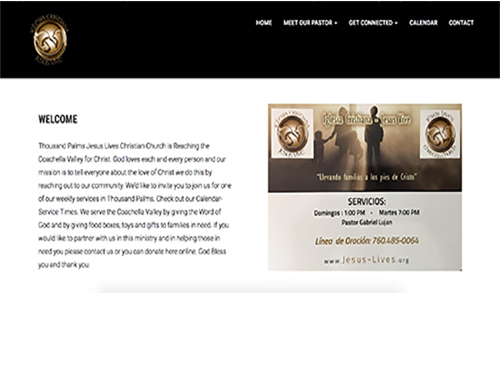 HOME MEET OUR PASTOR GET CONNECTED CALENDAR CONTACT
WELCOME
Thousand Palms Jesus Lives Christian Church is Reaching the
Coachella Valley for Christ. God loves each and every person and our
mission is to tell everyone about the love of Christ we do this by
reaching out to our community. We'd like to invite you to join us for one
of our weekly services in Thousand Palms. Check out our Calendar-
Service Times. We serve the Coachella Valley by giving the Word of
God and by giving food boxes, toys and gifts to families in need. If you
would like to partner with us in this ministry and in helping those in
need you please contact us or you can donate here online. God Bless
you and thank you
Iglesia Cristiana Jesus Vive
"Llevando familias a los pies de Cristo"
SERVICIOS:
Domingos : 1:00 PM - Martes 7:00 PM
Pastor Gabriel Lujan
Línea de Oración: 760.485-0064
www.Jesus-Lives.org